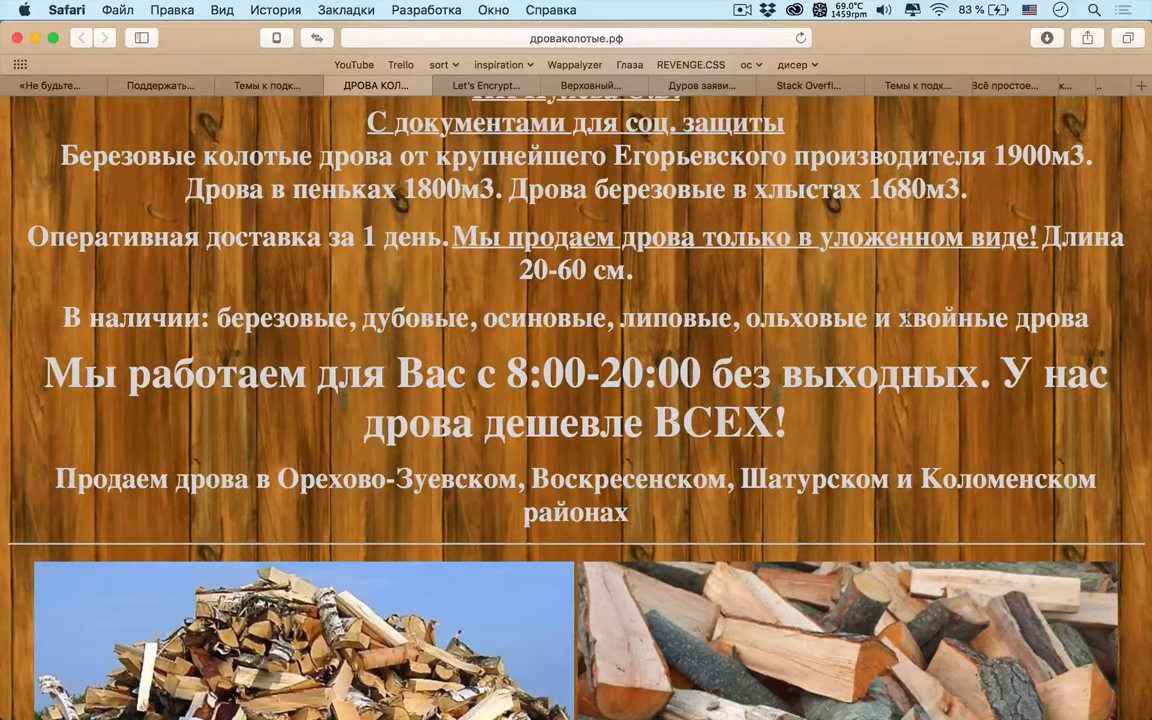 Safari Файл Правка Вид История Закладки Разработка Окно Справка 69.0°C 1459rpm 83 %
дроваколотые.рф
YouTube Trello sort inspiration Wappalyzer Глаза REVENGE.CSS ос дисер
«Не будьте... Поддержать... Темы к подк... ДРОВА КОЛ... Let's Encrypt... Верховный... Дуров заяви... Stack Overfl... Темы к подк... Всё простое... к... ..
С документами для соц. защиты
Березовые колотые дрова от крупнейшего Егорьевского производителя 1900м3.
Дрова в пеньках 1800м3. Дрова березовые в хлыстах 1680м3.
Оперативная доставка за 1 день. Мы продаем дрова только в уложенном виде! Длина
20-60 см.
В наличии: березовые, дубовые, осиновые, липовые, ольховые и хвойные дрова
Мы работаем для Вас с 8:00-20:00 без выходных. У нас
дрова дешевле ВСЕХ!
Продаем дрова в Орехово-Зуевском, Воскресенском, Шатурском и Коломенском
районах